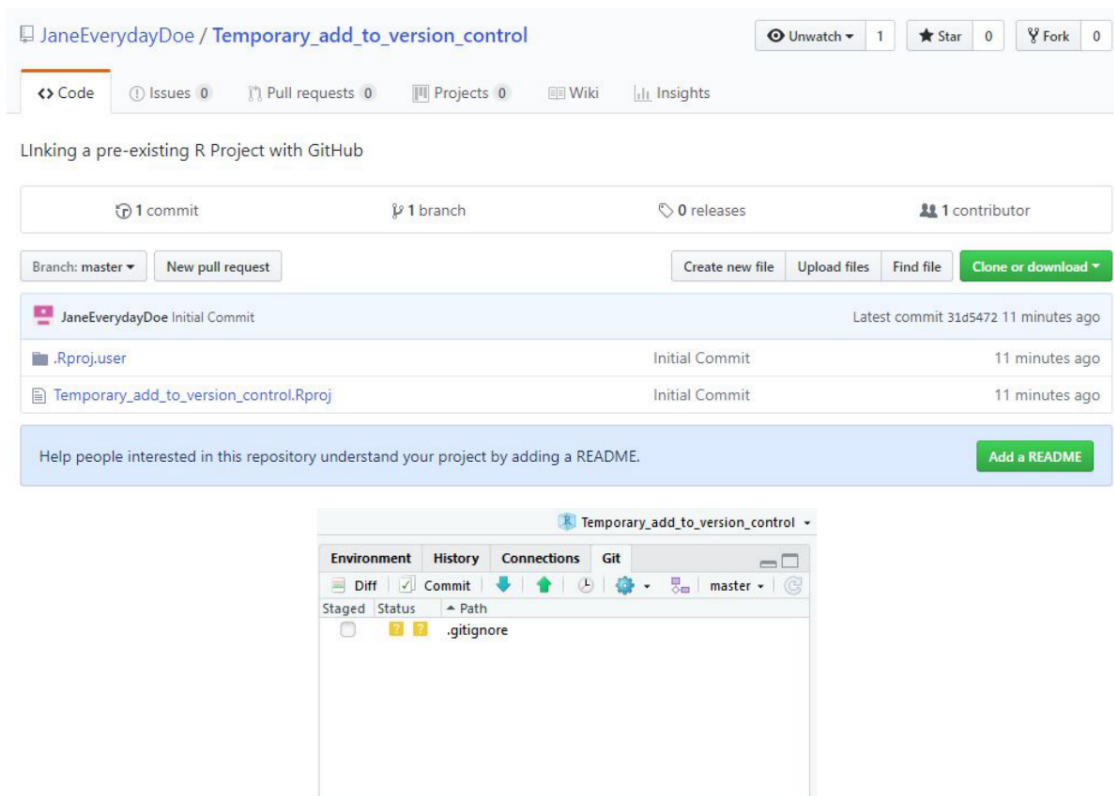 JaneEverydayDoe / Temporary_add_to_version_control Unwatch 1 Star 0 Fork 0
Code Issues 0 Pull requests 0 Projects 0 Wiki Insights
LInking a pre-existing R Project with GitHub
1 commit 1 branch 0 releases 1 contributor
Branch: master New pull request Create new file Upload files Find file Clone or download
JaneEverydayDoe Initial Commit Latest commit 31d5472 11 minutes ago
.Rproj.user Initial Commit 11 minutes ago
Temporary_add_to_version_control.Rproj Initial Commit 11 minutes ago
Help people interested in this repository understand your project by adding a README. Add a README
R Temporary_add_to_version_control
Environment History Connections Git
Diff Commit master
Staged Status Path
? ? .gitignore